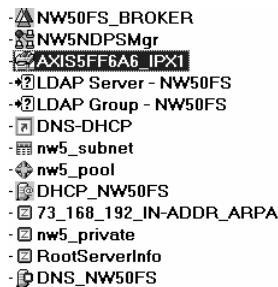 NW50FS_BROKER
NW5NDPSMgr
AXIS5FF6A6_IPX1
LDAP Server - NW50FS
LDAP Group - NW50FS
DNS-DHCP
nw5_subnet
nw5_pool
DHCP_NW50FS
73_168_192_IN-ADDR_ARPA
nw5_private
RootServerInfo
DNS_NW50FS